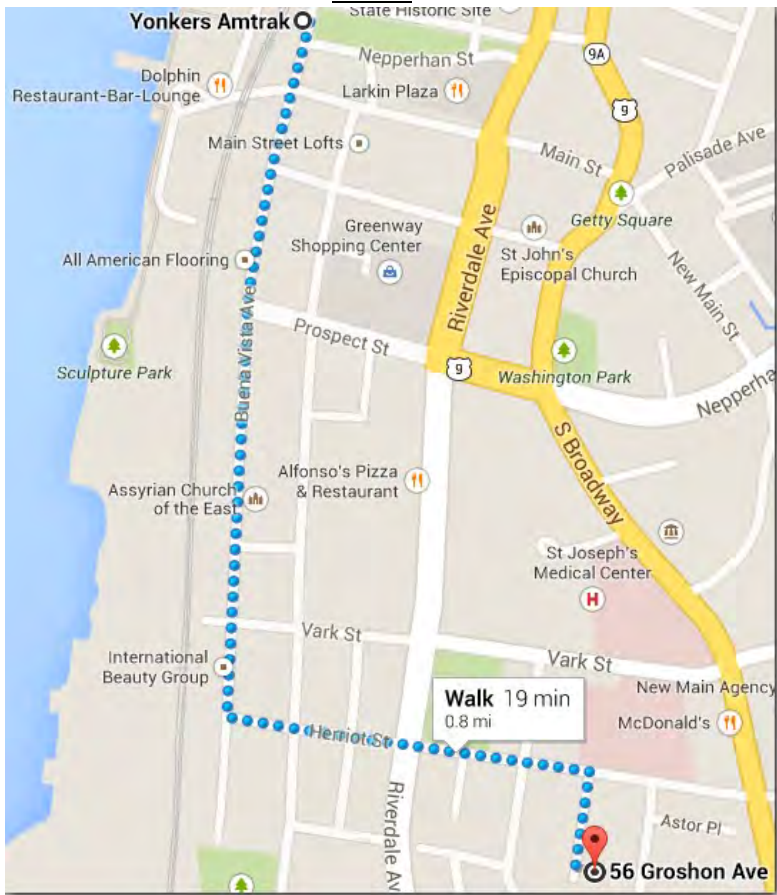 State Historic Site
Yonkers Amtrak
9A
Nepperhan St
Dolphin
Restaurant-Bar-Lounge
Larkin Plaza
9
Main Street Lofts
Main St
Palisade Ave
Getty Square
Greenway
Shopping Center
Riverdale Ave
St John's
Episcopal Church
All American Flooring
New Main St
Buena Vista Ave
Prospect St
Sculpture Park
9
Washington Park
Nepperha
S Broadway
Alfonso's Pizza
& Restaurant
Assyrian Church
of the East
St Joseph's
Medical Center
H
Vark St
Vark St
International
Beauty Group
New Main Agency
Walk 19 min
0.8 mi
McDonald's
Herriot St
Riverdale Av
Astor Pl
56 Groshon Ave